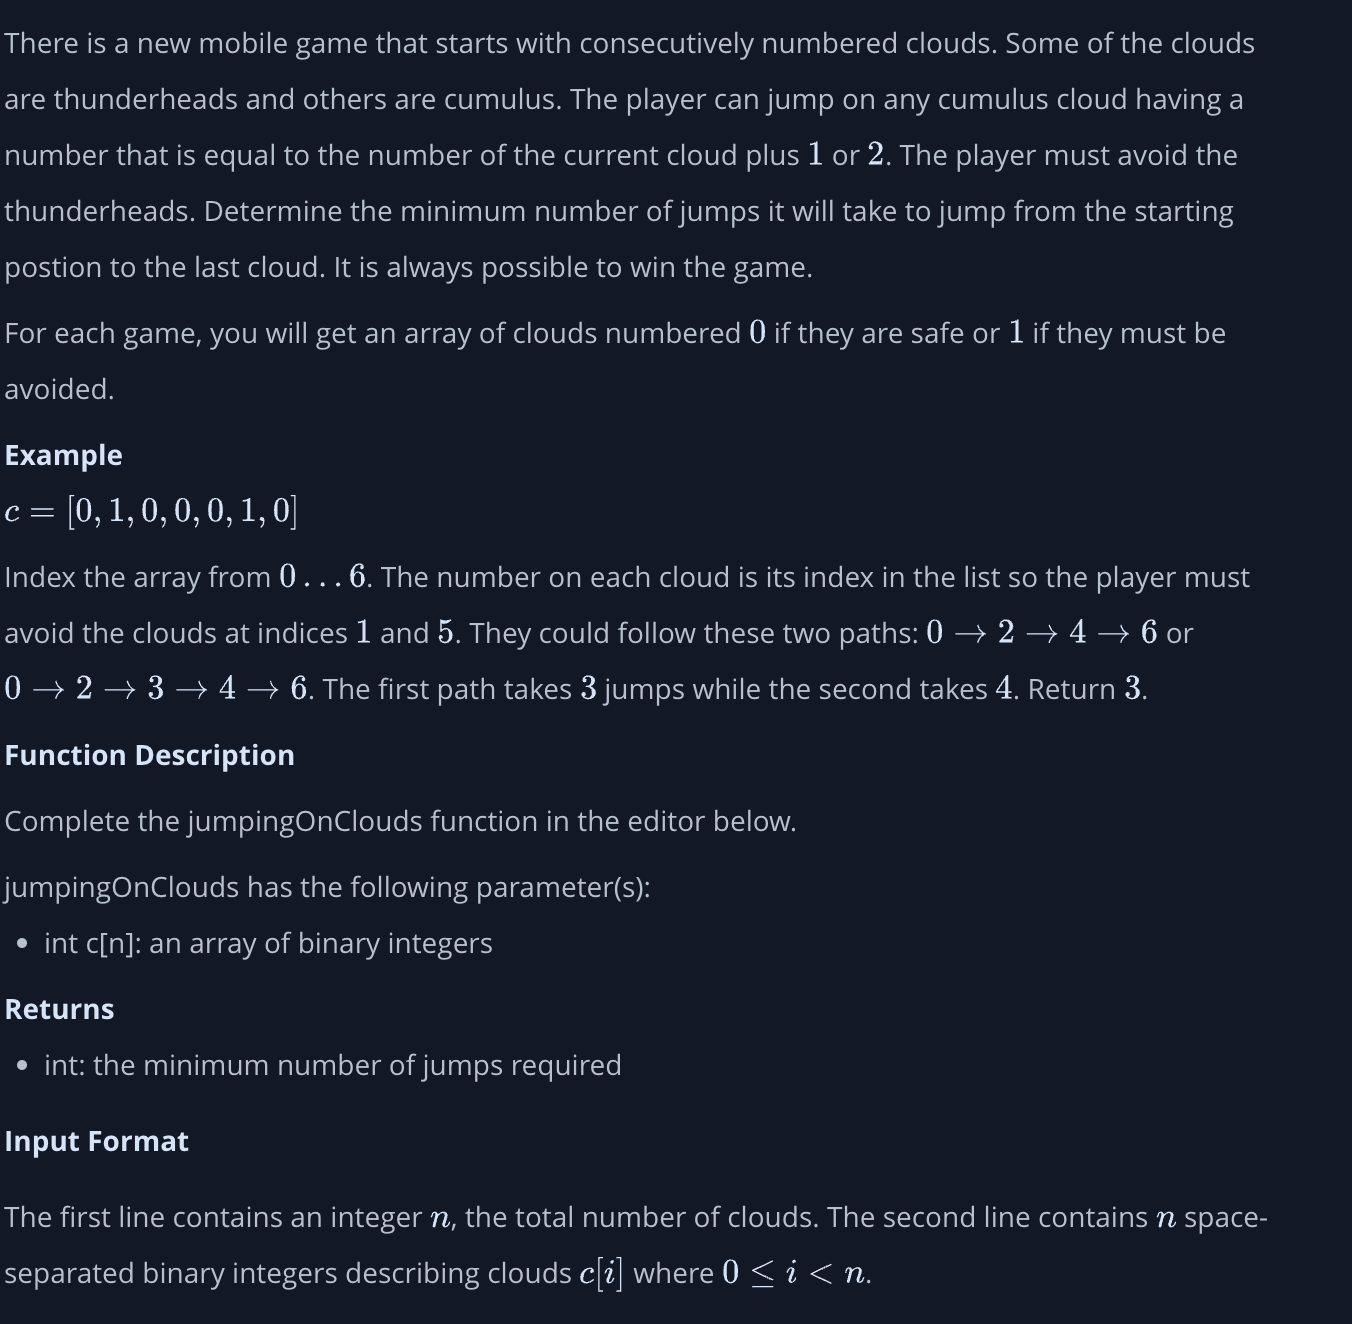 There is a new mobile game that starts with consecutively numbered clouds. Some of the clouds
are thunderheads and others are cumulus. The player can jump on any cumulus cloud having a
number that is equal to the number of the current cloud plus 1 or 2. The player must avoid the
thunderheads. Determine the minimum number of jumps it will take to jump from the starting
postion to the last cloud. It is always possible to win the game.
For each game, you will get an array of clouds numbered 0 if they are safe or 1 if they must be
avoided.
Example
c = [0, 1, 0, 0, 0, 1, 0]
Index the array from 0 . . . 6. The number on each cloud is its index in the list so the player must
avoid the clouds at indices 1 and 5. They could follow these two paths: 0 → 2 → 4 → 6 or
0 → 2 → 3 → 4 → 6. The first path takes 3 jumps while the second takes 4. Return 3.
Function Description
Complete the jumpingOnClouds function in the editor below.
jumpingOnClouds has the following parameter(s):
• int c[n]: an array of binary integers
Returns
• int: the minimum number of jumps required
Input Format
The first line contains an integer n, the total number of clouds. The second line contains n space-
separated binary integers describing clouds c[i] where 0 ≤ i < n.